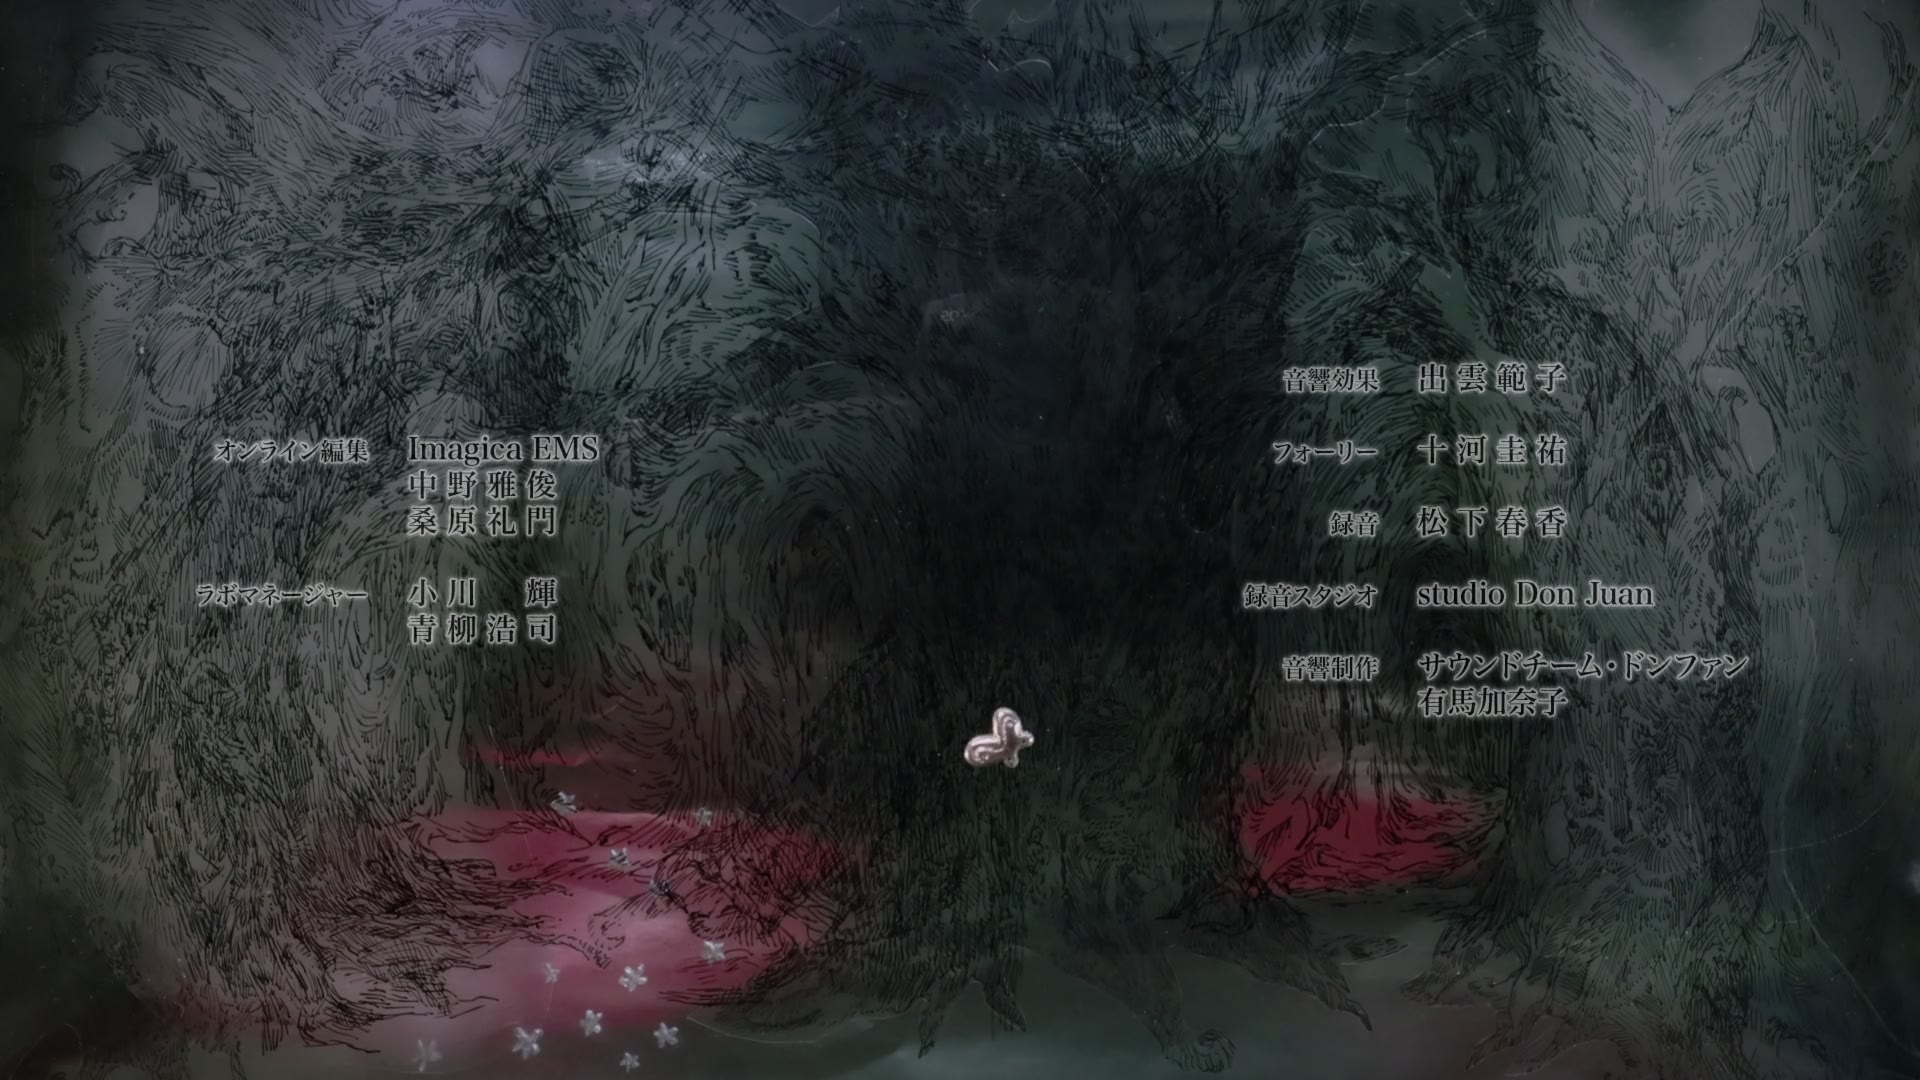 オンライン編集 Imagica EMS
中野雅俊
桑原礼門
ラボマネージャー 小川 輝
青柳浩司
音響効果 出雲範子
フォーリー 十河圭祐
録音 松下春香
録音スタジオ studio Don Juan
音響制作 サウンドチーム・ドンファン
有馬加奈子